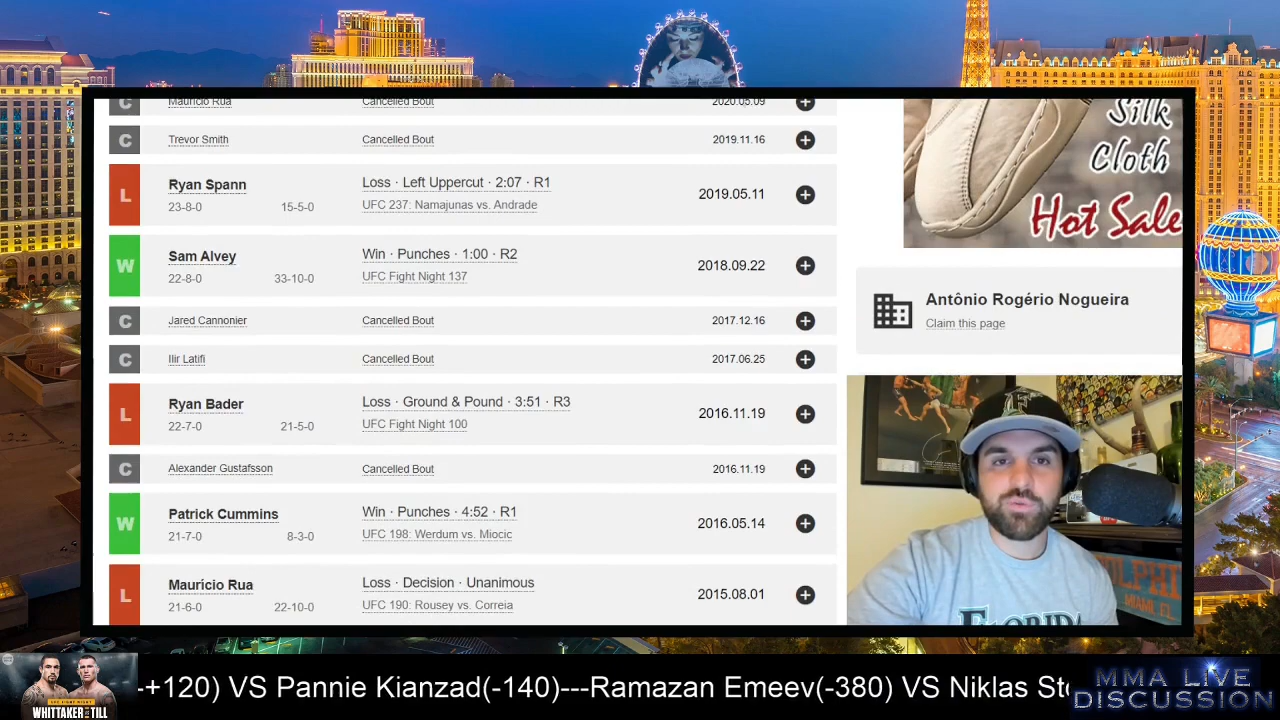 C Mauricio Rua Cancelled Bout 2020.05.09
C Trevor Smith Cancelled Bout 2019.11.16
L Ryan Spann Loss · Left Uppercut · 2:07 · R1 2019.05.11
23-8-0 15-5-0 UFC 237: Namajunas vs. Andrade
W Sam Alvey Win · Punches · 1:00 · R2 2018.09.22
22-8-0 33-10-0 UFC Fight Night 137
C Jared Cannonier Cancelled Bout 2017.12.16
C Ilir Latifi Cancelled Bout 2017.06.25
L Ryan Bader Loss · Ground & Pound · 3:51 · R3 2016.11.19
22-7-0 21-5-0 UFC Fight Night 100
C Alexander Gustafsson Cancelled Bout 2016.11.19
W Patrick Cummins Win · Punches · 4:52 · R1 2016.05.14
21-7-0 8-3-0 UFC 198: Werdum vs. Miocic
L Mauricio Rua Loss · Decision · Unanimous 2015.08.01
21-6-0 22-10-0 UFC 190: Rousey vs. Correia
Silk
Cloth
Hot Sale
Antônio Rogério Nogueira
Claim this page
FLORIDA
MIAMI, FL
WHITTAKER TILL
-+120) VS Pannie Kianzad(-140)---Ramazan Emeev(-380) VS Niklas Sto
MMA LIVE
DISCUSSION